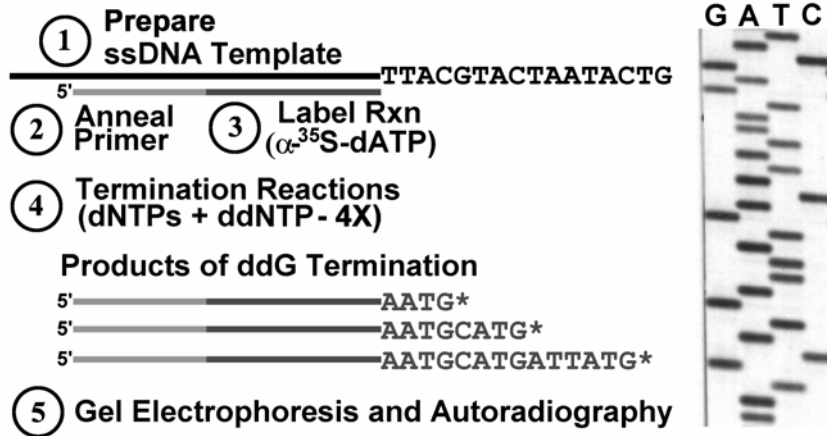 1 Prepare
ssDNA Template
TTACGTACTAATACTG
5'
2 Anneal
Primer
3 Label Rxn
(α-³⁵S-dATP)
4 Termination Reactions
(dNTPs + ddNTP - 4X)
Products of ddG Termination
5' AATG*
5' AATGCATG*
5' AATGCATGATTATG*
5 Gel Electrophoresis and Autoradiography
G A T C